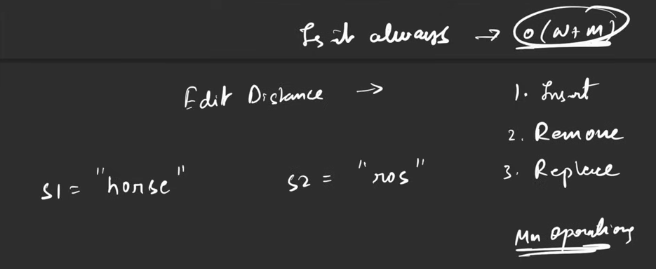 Is it always → O(N+M)
Edit Distance →
1. Insert
2. Remove
3. Replace
S1 = "horse" S2 = "ros"
Min operations